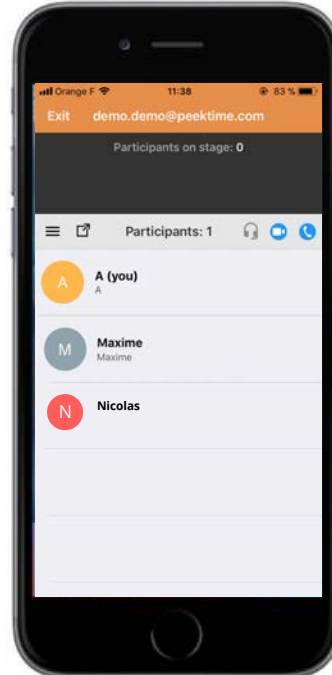 Orange F 11:38 83 %
Exit demo.demo@peektime.com
Participants on stage: 0
Participants: 1
A A (you)
A
M Maxime
Maxime
N Nicolas